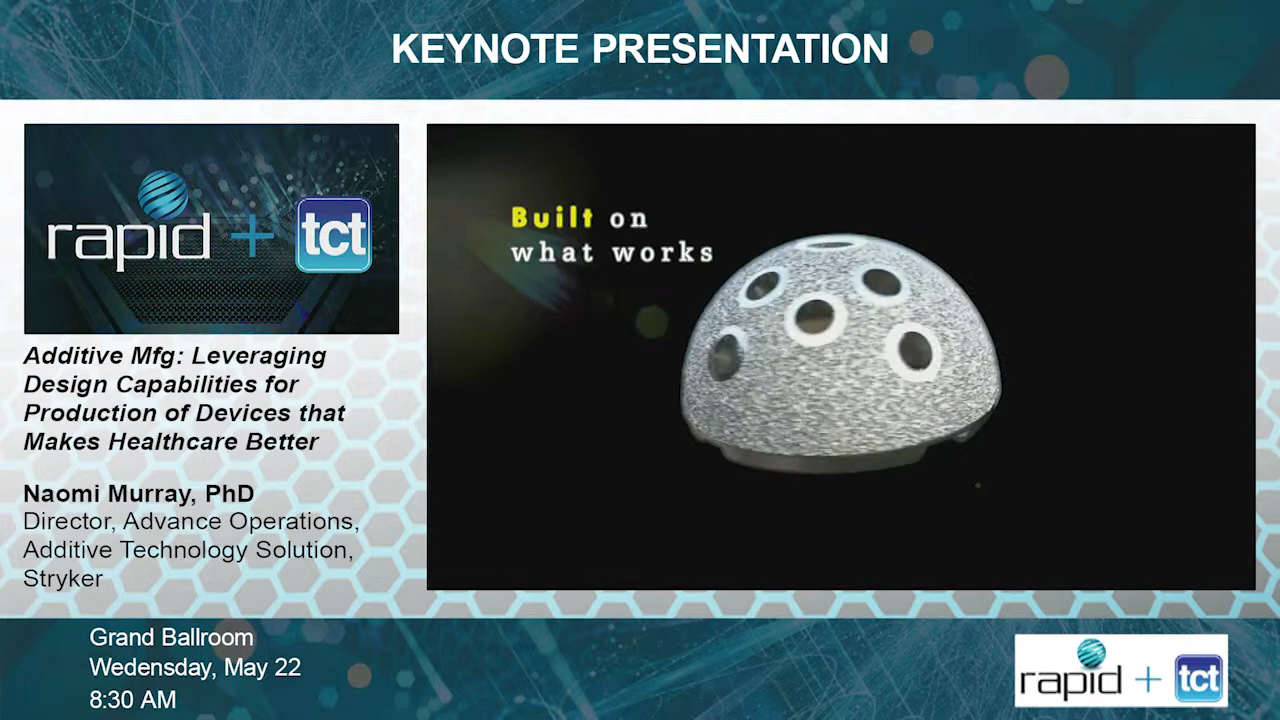 KEYNOTE PRESENTATION
rapid + tct
Additive Mfg: Leveraging
Design Capabilities for
Production of Devices that
Makes Healthcare Better
Naomi Murray, PhD
Director, Advance Operations,
Additive Technology Solution,
Stryker
Built on
what works
Grand Ballroom
Wedensday, May 22
8:30 AM
rapid + tct